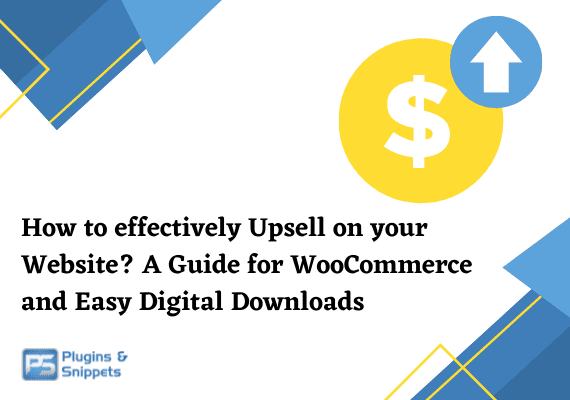 $
How to effectively Upsell on your
Website? A Guide for WooCommerce
and Easy Digital Downloads
PS Plugins &
Snippets